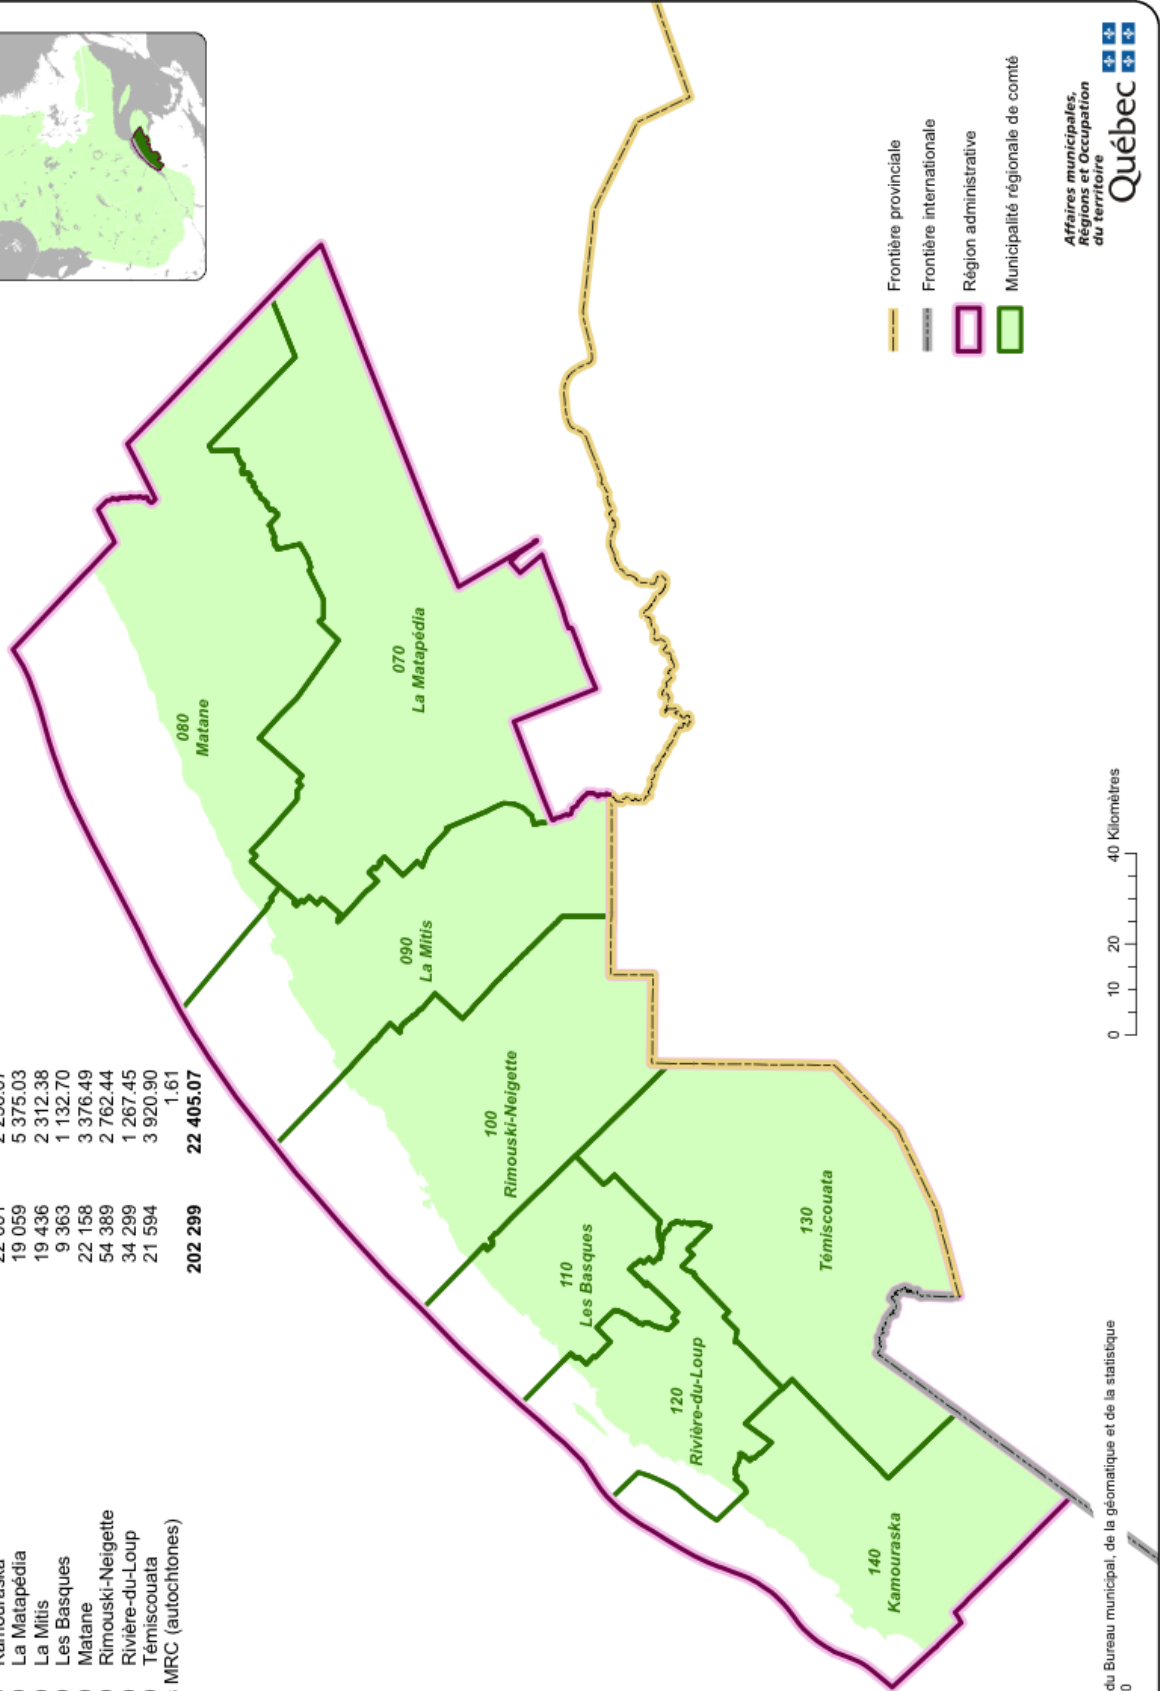 La Matapédia 19 059 5 375.03
La Mitis 19 436 2 312.38
Les Basques 9 363 1 132.70
Matane 22 158 3 376.49
Rimouski-Neigette 54 389 2 762.44
Rivière-du-Loup 34 299 1 267.45
Témiscouata 21 594 3 920.90
MRC (autochtones) 1.61
202 299 22 405.07
080
Matane
070
La Matapédia
090
La Mitis
100
Rimouski-Neigette
110
Les Basques
120
Rivière-du-Loup
130
Témiscouata
140
Kamouraska
Frontière provinciale
Frontière internationale
Région administrative
Municipalité régionale de comté
0 10 20 40 Kilomètres
du Bureau municipal, de la géomatique et de la statistique
0
Affaires municipales,
Régions et Occupation
du territoire
Québec